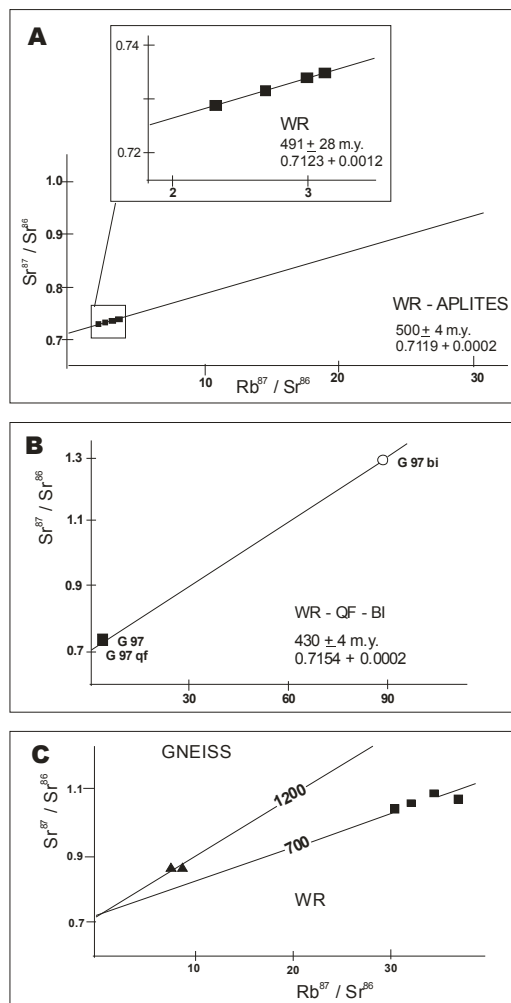 A
0.74
0.72
WR
491 ± 28 m.y.
0.7123 + 0.0012
2
3
1.0
0.9
0.8
0.7
Sr⁸⁷ / Sr⁸⁶
WR - APLITES
500 ± 4 m.y.
0.7119 + 0.0002
10
20
30
Rb⁸⁷ / Sr⁸⁶
B
1.3
1.1
0.9
0.7
Sr⁸⁷ / Sr⁸⁶
G 97 bi
G 97
G 97 qf
WR - QF - BI
430 ± 4 m.y.
0.7154 + 0.0002
30
60
90
C
GNEISS
1.1
0.9
0.7
Sr⁸⁷ / Sr⁸⁶
1200
700
WR
10
20
30
Rb⁸⁷ / Sr⁸⁶